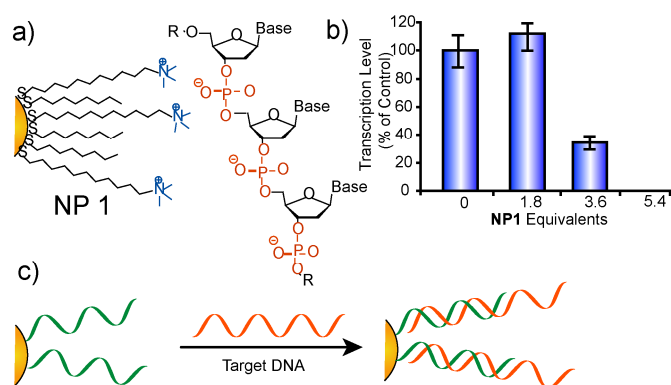 a)
S
S
S
S
S
S
S
N
⊕
N
⊕
N
⊕
NP 1
R
O
O
Base
O
⊖
O
P
O
O
O
Base
O
⊖
O
P
O
O
O
Base
O
⊖
O
P
O
O
R
b)
Transcription Level
(% of Control)
120
100
80
60
40
20
0
0
1.8
3.6
5.4
NP1 Equivalents
c)
Target DNA